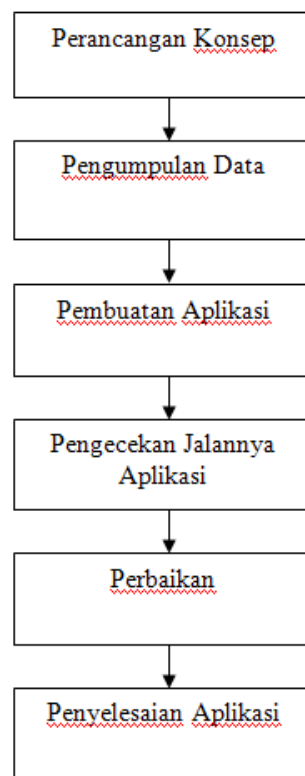 Perancangan Konsep
Pengumpulan Data
Pembuatan Aplikasi
Pengecekan Jalannya
Aplikasi
Perbaikan
Penyelesaian Aplikasi